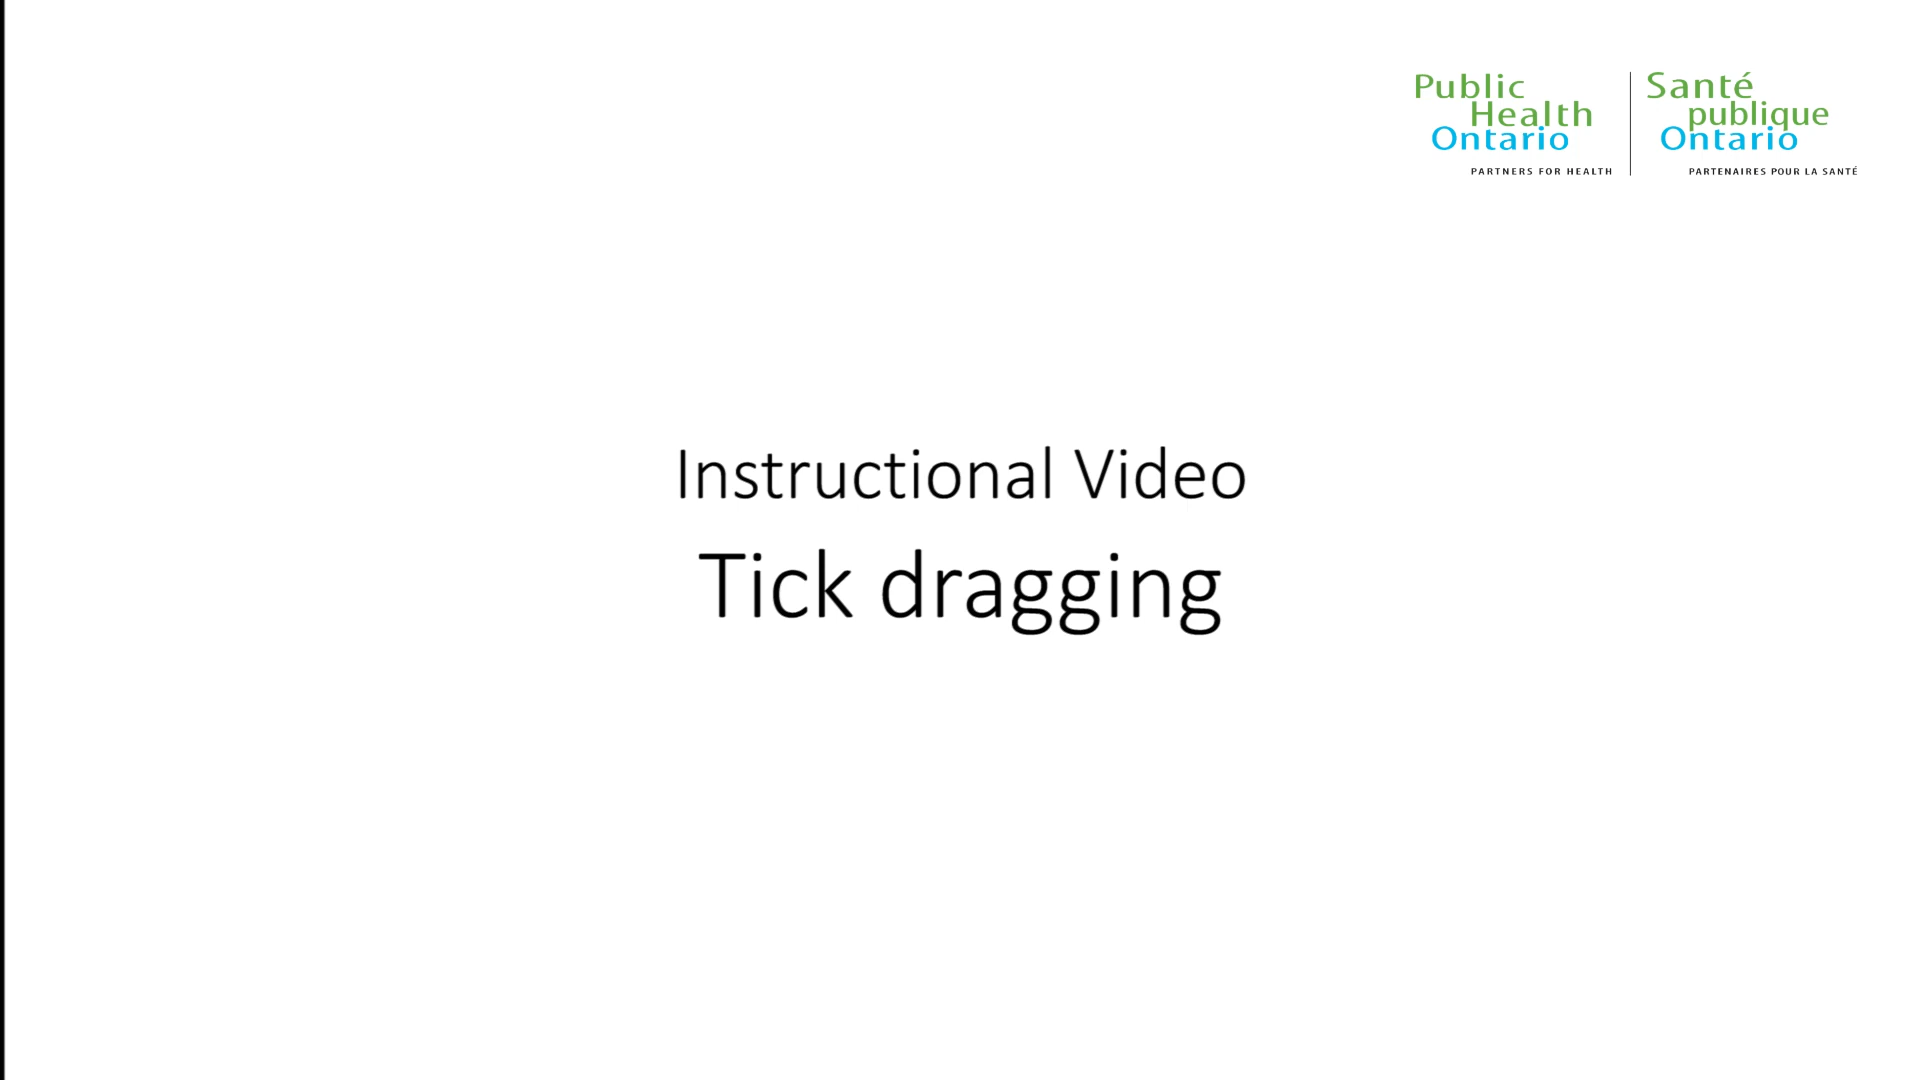 Public
Health
Ontario
PARTNERS FOR HEALTH
Santé
publique
Ontario
PARTENAIRES POUR LA SANTÉ
Instructional Video
Tick dragging